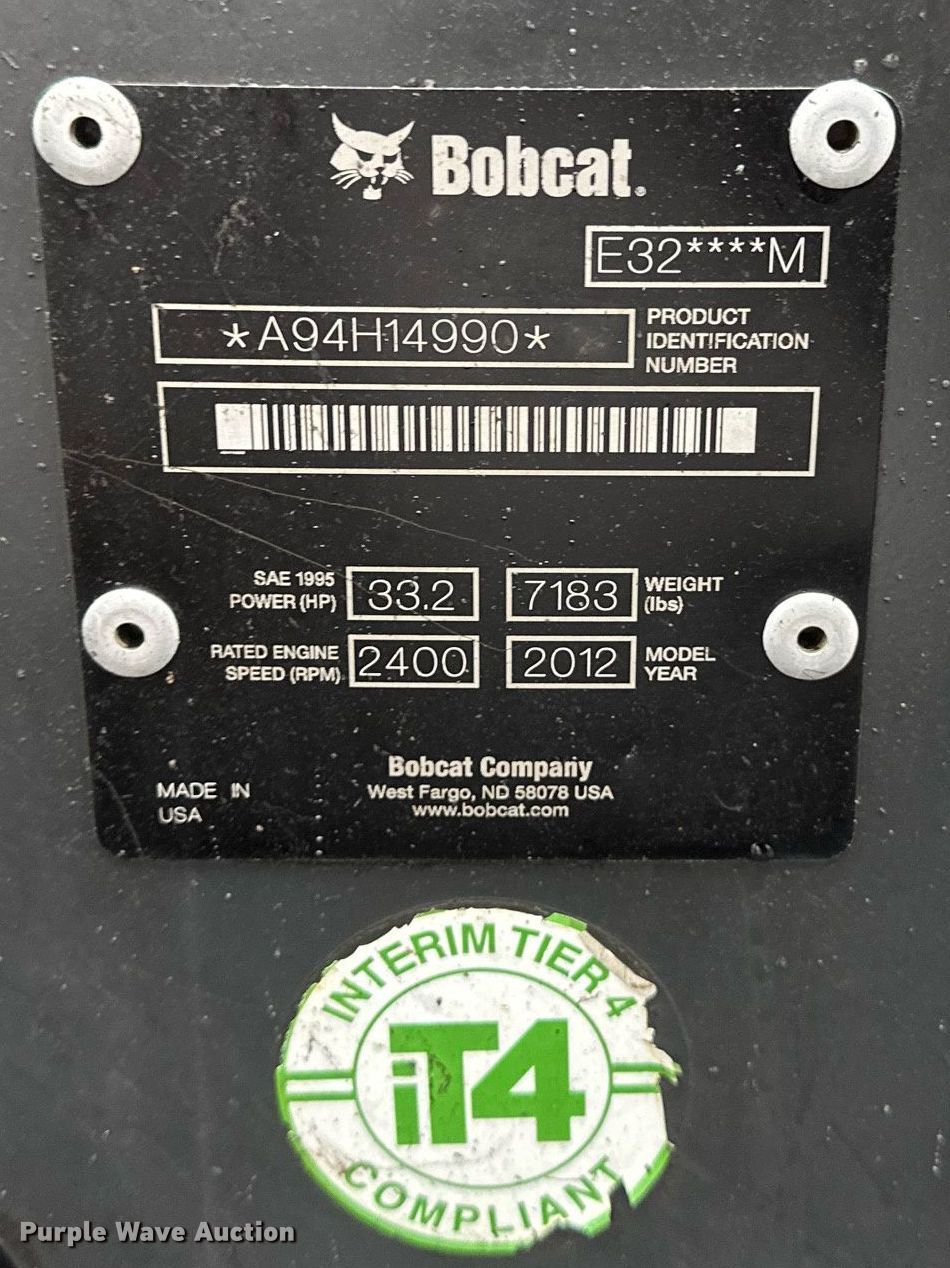 Bobcat.
E32****M
*A94H14990*
PRODUCT
IDENTIFICATION
NUMBER
SAE 1995
POWER (HP)
33.2
7183
WEIGHT
(lbs)
RATED ENGINE
SPEED (RPM)
2400
2012
MODEL
YEAR
Bobcat Company
West Fargo, ND 58078 USA
www.bobcat.com
MADE IN
USA
INTERIM TIER 4
iT4
COMPLIANT
Purple Wave Auction